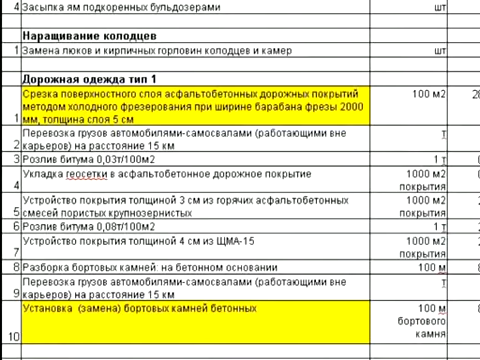 4 Засыпка ям подкоренных бульдозерами шт
Наращивание колодцев
1 Замена люков и кирпичных горловин колодцев и камер шт
Дорожная одежда тип 1
Срезка поверхностного слоя асфальтобетонных дорожных покрытий 100 м2
методом холодного фрезерования при ширине барабана фрезы 2000
1 мм, толщина слоя 5 см
Перевозка грузов автомобилями-самосвалами (работающими вне т
2 карьеров) на расстояние 15 км
3 Розлив битума 0,03т/100м2 1 т
Укладка геосетки в асфальтобетонное дорожное покрытие 1000 м2
4 покрытия
Устройство покрытия толщиной 3 см из горячих асфальтобетонных 1000 м2
5 смесей пористых крупнозернистых покрытия
6 Розлив битума 0,08т/100м2 1 т
Устройство покрытия толщиной 4 см из ЩМА-15 1000 м2
7 покрытия
8 Разборка бортовых камней: на бетонном основании 100 м
Перевозка грузов автомобилями-самосвалами (работающими вне т
9 карьеров) на расстояние 15 км
Установка (замена) бортовых камней бетонных 100 м
бортового
10 камня